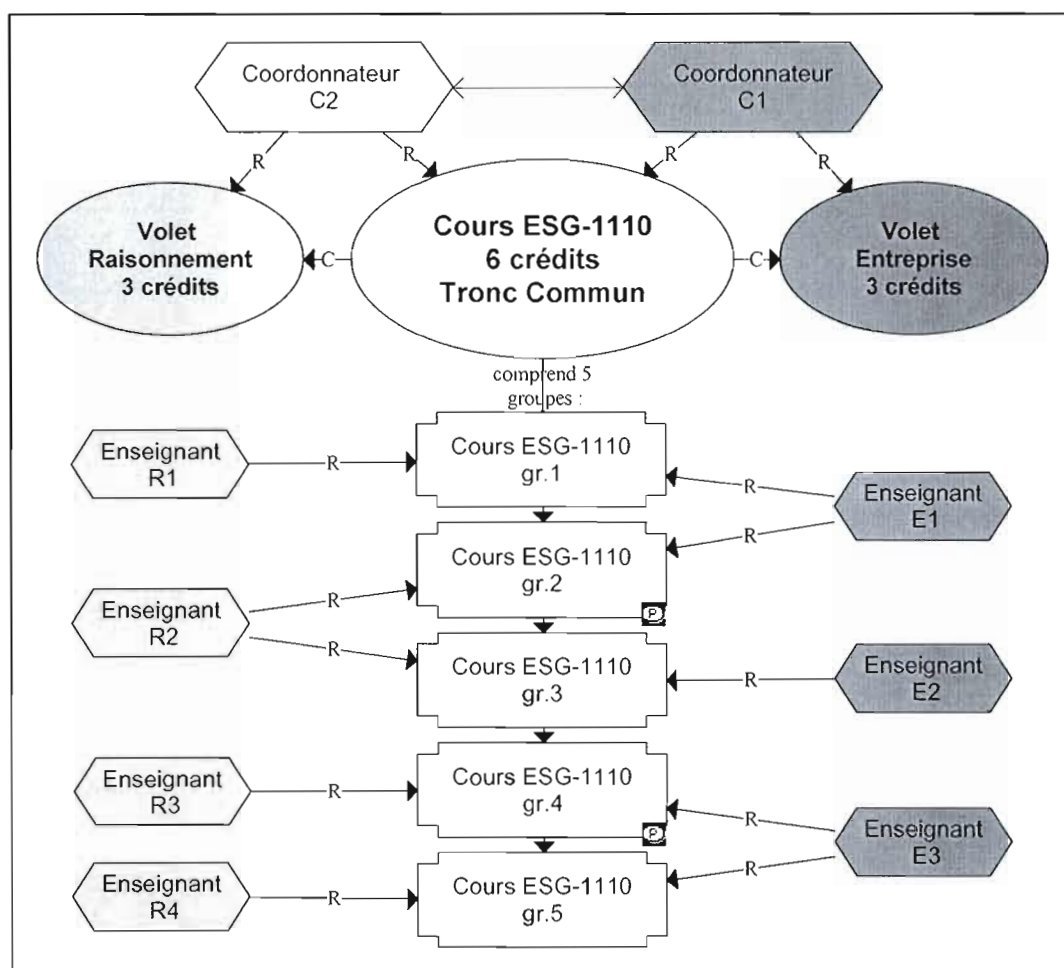 Coordonnateur
C2
Coordonnateur
C1
R
R
R
R
Volet
Raisonnement
3 crédits
C
Cours ESG-1110
6 crédits
Tronc Commun
C
Volet
Entreprise
3 crédits
comprend 5
groupes :
Enseignant
R1
R
Cours ESG-1110
gr.1
R
Enseignant
E1
R
Cours ESG-1110
gr.2
P
Enseignant
R2
R
R
Cours ESG-1110
gr.3
R
Enseignant
E2
Enseignant
R3
R
Cours ESG-1110
gr.4
P
R
Enseignant
E3
R
Enseignant
R4
R
Cours ESG-1110
gr.5